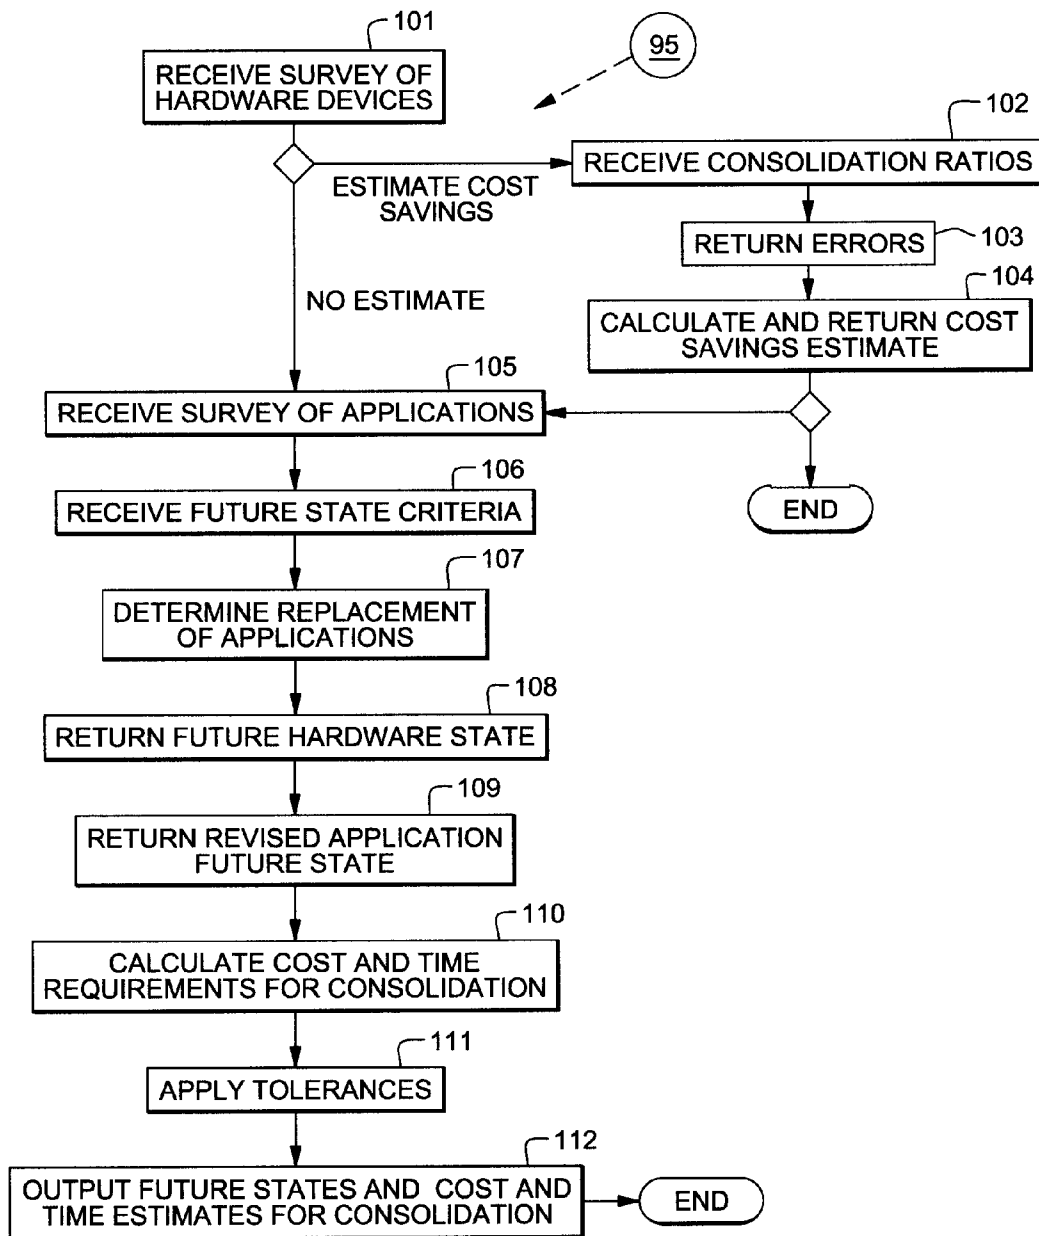 101
RECEIVE SURVEY OF
HARDWARE DEVICES
95
102
RECEIVE CONSOLIDATION RATIOS
ESTIMATE COST
SAVINGS
RETURN ERRORS
103
NO ESTIMATE
104
CALCULATE AND RETURN COST
SAVINGS ESTIMATE
105
RECEIVE SURVEY OF APPLICATIONS
106
RECEIVE FUTURE STATE CRITERIA
END
107
DETERMINE REPLACEMENT
OF APPLICATIONS
108
RETURN FUTURE HARDWARE STATE
109
RETURN REVISED APPLICATION
FUTURE STATE
110
CALCULATE COST AND TIME
REQUIREMENTS FOR CONSOLIDATION
111
APPLY TOLERANCES
112
OUTPUT FUTURE STATES AND COST AND
TIME ESTIMATES FOR CONSOLIDATION
END